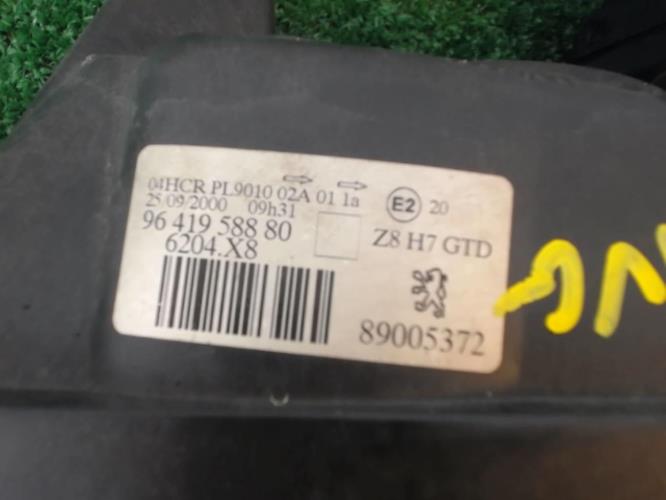 04HCR PL9010 02A 01 1a
25/09/2000 09h31
E2 20
96 419 588 80
6204.X8
Z8 H7 GTD
89005372